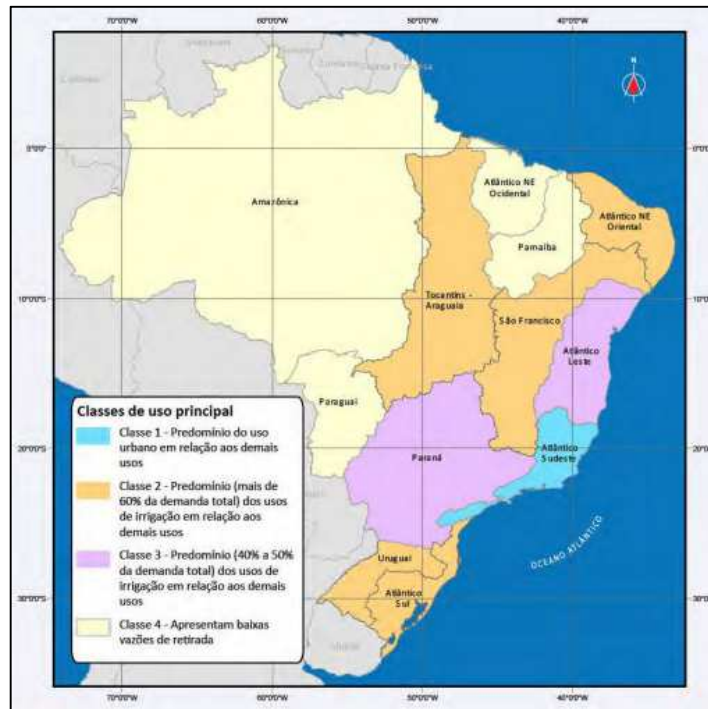 70°0'0"W 60°0'0"W 50°0'0"W 40°0'0"W
N
0°0'0"
Amarônica
Atlântico NE
Ocidental
Parnaíba
Atlântico NE
Oriental
10°0'0"S
Tocantins -
Araguaia
São Francisco
Atlântico
Leste
Paraguai
Paraná
Atlântico
Sudeste
20°0'0"S
Uruguai
Atlântico
Sul
30°0'0"S
OCEANO ATLÂNTICO
Classes de uso principal
Classe 1 - Predomínio do uso
urbano em relação aos demais
usos
Classe 2 - Predomínio (mais de
60% da demanda total) dos usos
de irrigação em relação aos
demais usos
Classe 3 - Predomínio (40% a 50%
da demanda total) dos usos de
irrigação em relação aos demais
usos
Classe 4 - Apresentam baixas
vazões de retirada
70°0'0"W 60°0'0"W 50°0'0"W 40°0'0"W